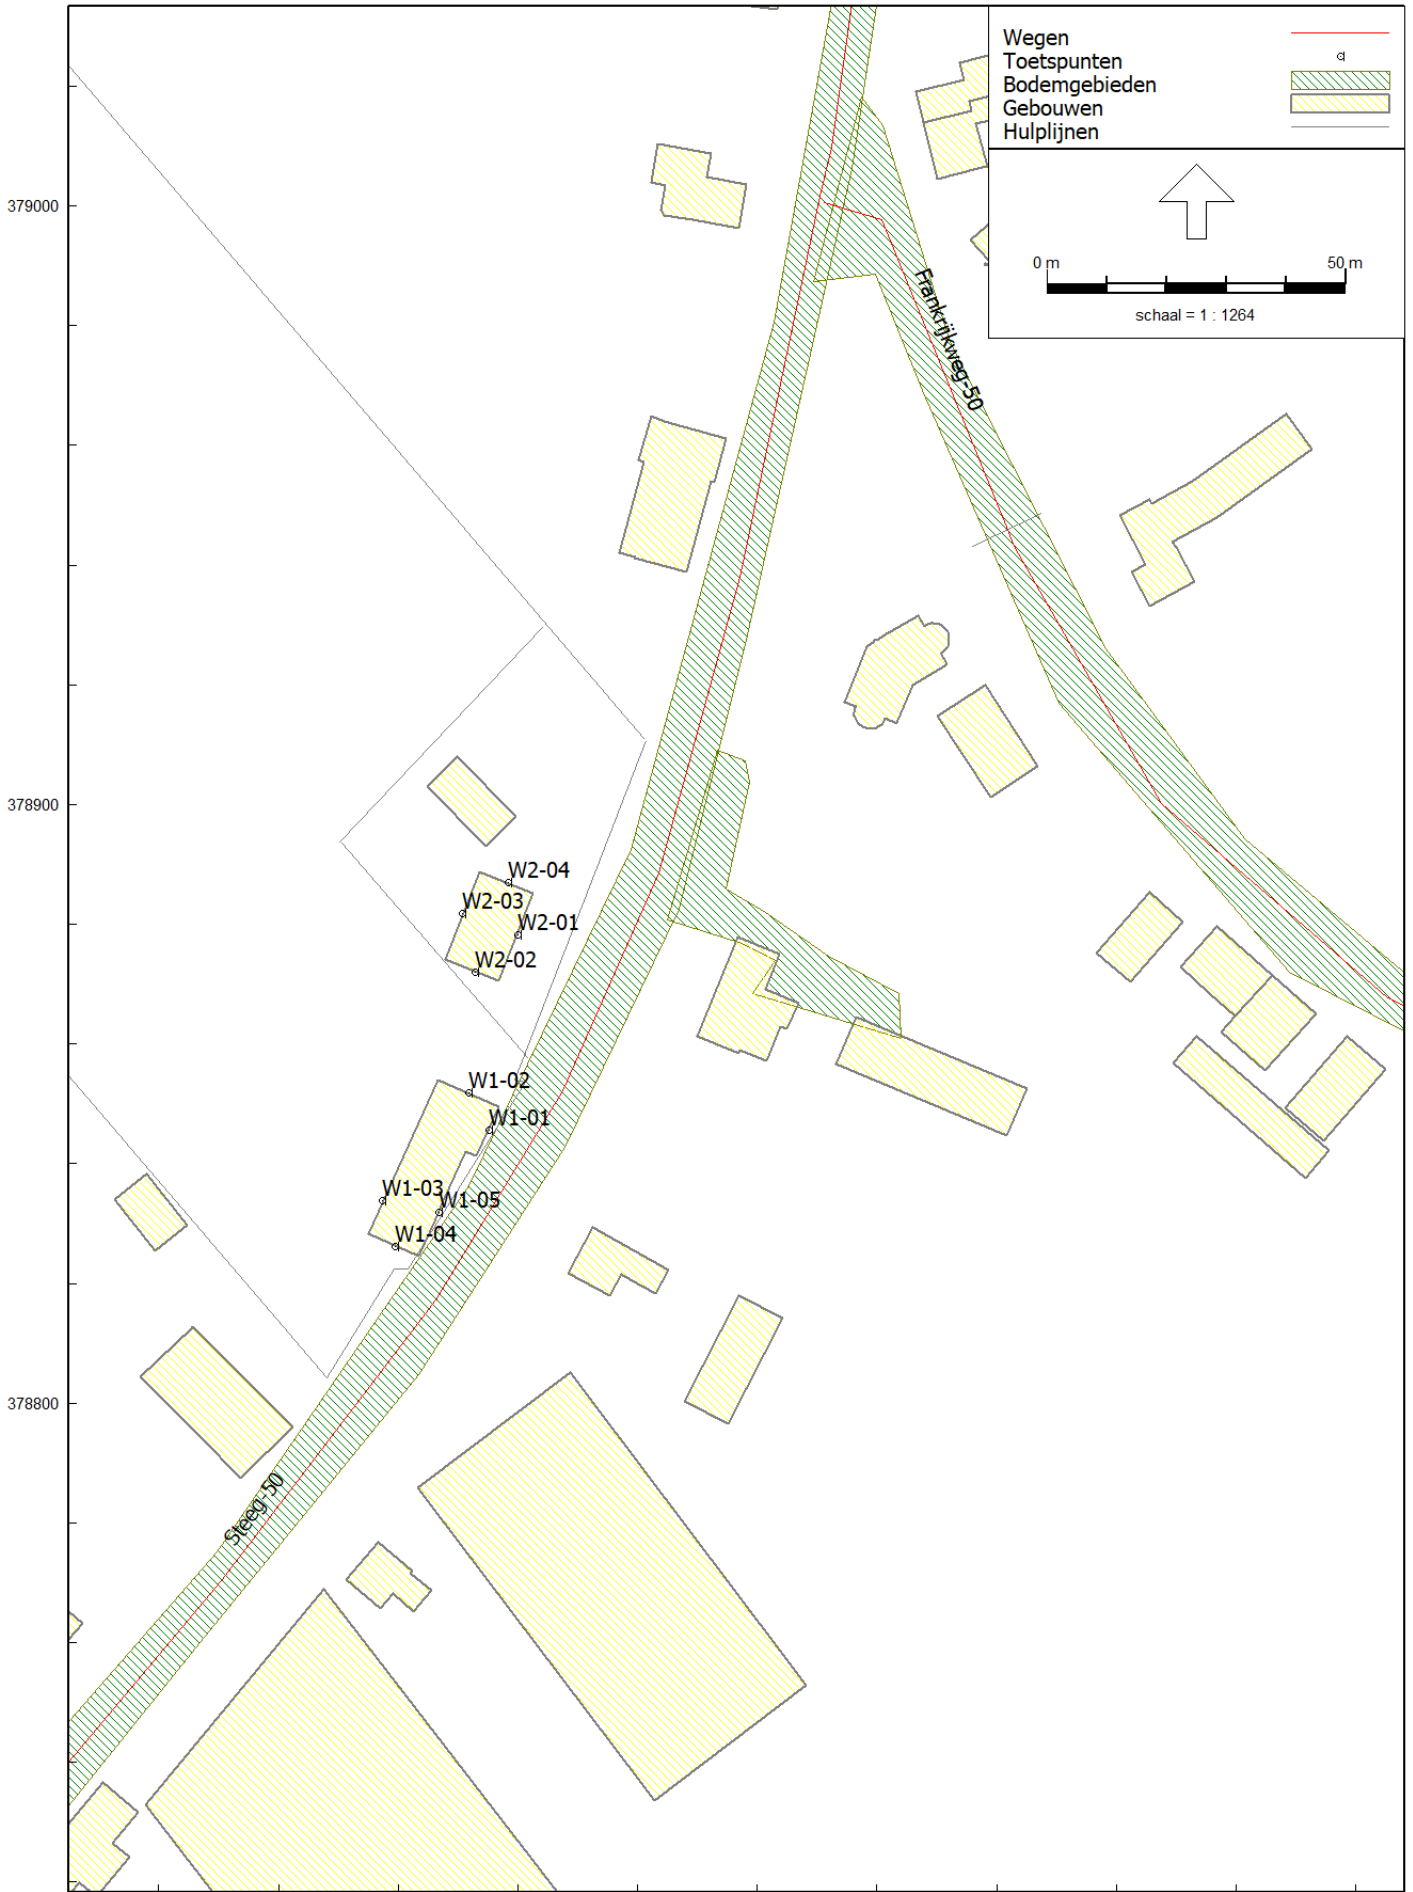 Wegen
Toetspunten
Bodemgebieden
Gebouwen
Hulplijnen
0 m 50 m
schaal = 1 : 1264
379000
Frankrijkweg-50
378900
W2-04
W2-03
W2-01
W2-02
W1-02
W1-01
W1-03
W1-05
W1-04
378800
Steeg-50